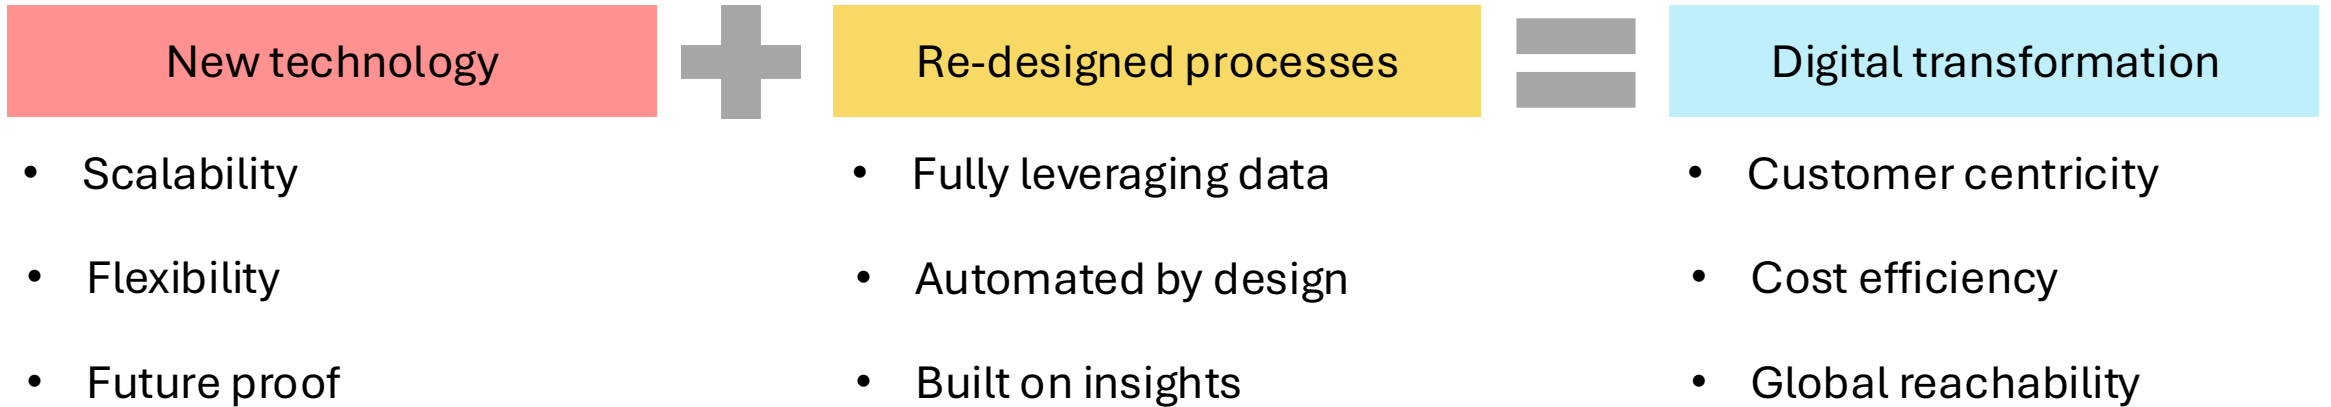 New technology
Re-designed processes
Digital transformation
• Scalability
• Flexibility
• Future proof
• Fully leveraging data
• Automated by design
• Built on insights
• Customer centricity
• Cost efficiency
• Global reachability